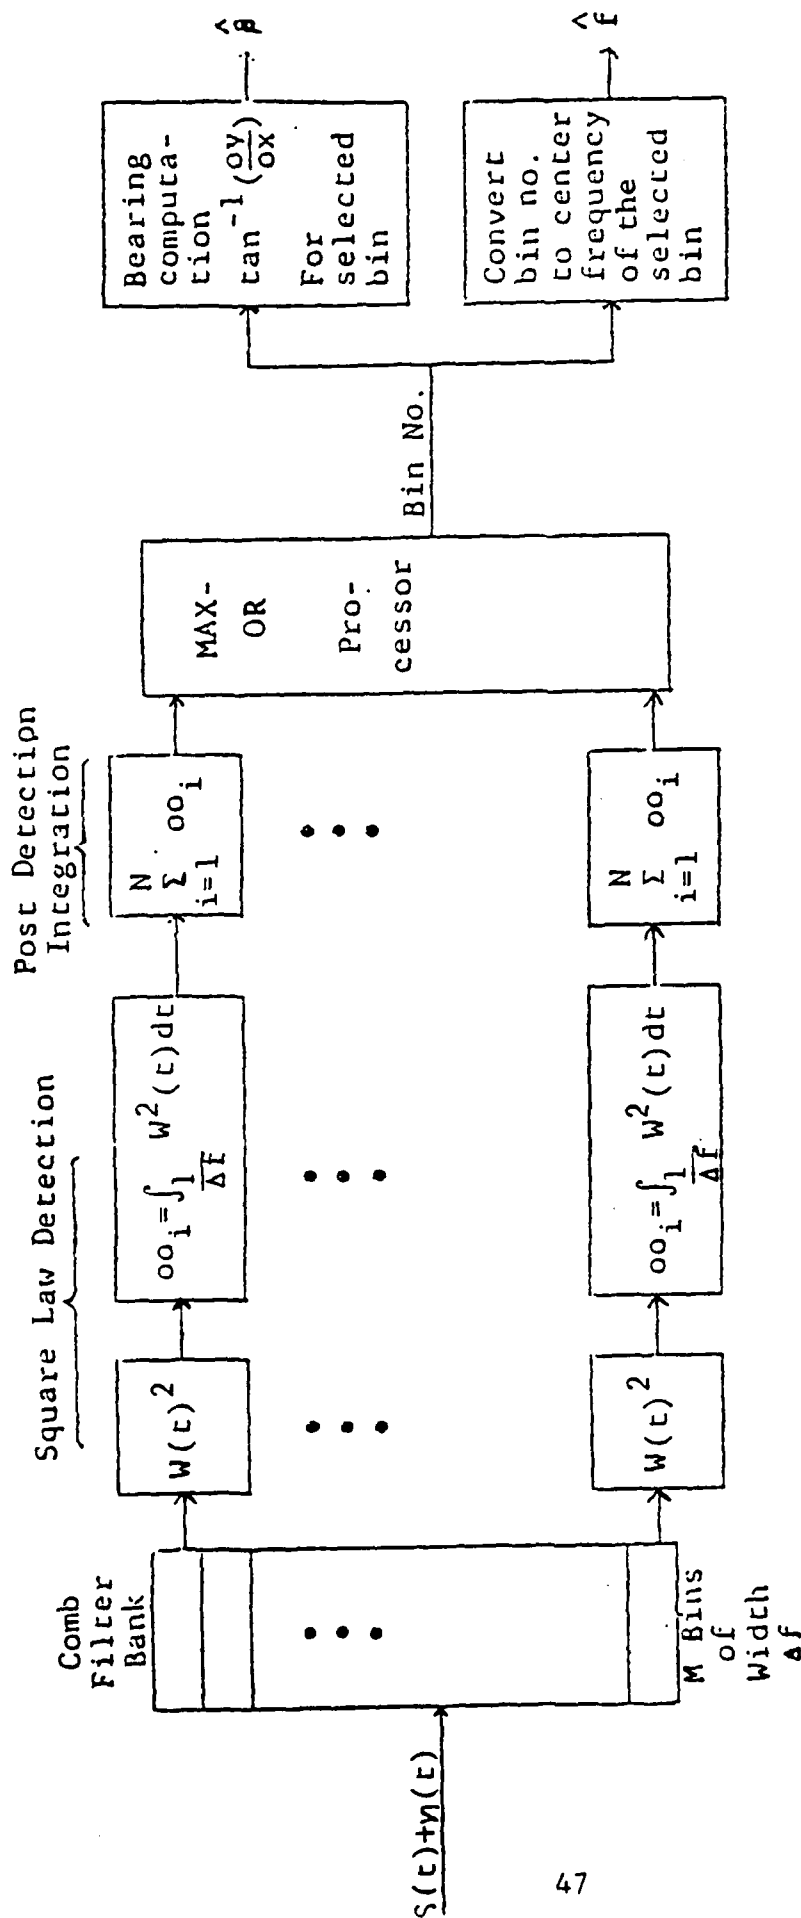 S(t)+n(t)
Comb
Filter
Bank
M Bins
of
Width
Δf
Square Law Detection
W(t)²
W(t)²
oo_i=∫_{1/Δf} W²(t)dt
oo_i=∫_{1/Δf} W²(t)dt
Post Detection
Integration
N
Σ oo_i
i=1
N
Σ oo_i
i=1
MAX-
OR
Pro-
cessor
Bin No.
Bearing
computa-
tion
tan⁻¹(oy/ox)
For
selected
bin
Convert
bin no.
to center
frequency
of the
selected
bin
f̂
47